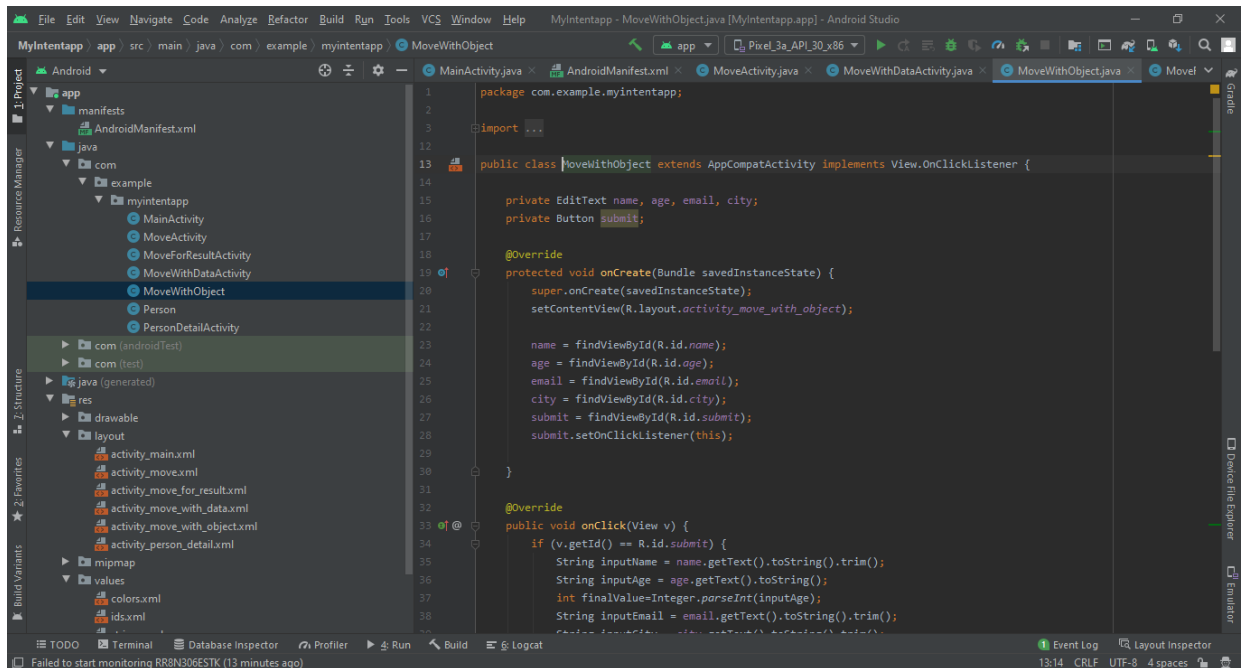 File Edit View Navigate Code Analyze Refactor Build Run Tools VCS Window Help MyIntentapp - MoveWithObject.java [MyIntentapp.app] - Android Studio
MyIntentapp app src main java com example myintentapp MoveWithObject app Pixel_3a_API_30_x86
Android MainActivity.java AndroidManifest.xml MoveActivity.java MoveWithDataActivity.java MoveWithObject.java
1: Project
Resource Manager
7: Structure
2: Favorites
Build Variants
app
manifests
AndroidManifest.xml
java
com
example
myintentapp
MainActivity
MoveActivity
MoveForResultActivity
MoveWithDataActivity
MoveWithObject
Person
PersonDetailActivity
com (androidTest)
com (test)
java (generated)
res
drawable
layout
activity_main.xml
activity_move.xml
activity_move_for_result.xml
activity_move_with_data.xml
activity_move_with_object.xml
activity_person_detail.xml
mipmap
values
colors.xml
ids.xml
1 package com.example.myintentapp;
2
3 import ...
12
13 public class MoveWithObject extends AppCompatActivity implements View.OnClickListener {
14
15 private EditText name, age, email, city;
16 private Button submit;
17
18 @Override
19 protected void onCreate(Bundle savedInstanceState) {
20 super.onCreate(savedInstanceState);
21 setContentView(R.layout.activity_move_with_object);
22
23 name = findViewById(R.id.name);
24 age = findViewById(R.id.age);
25 email = findViewById(R.id.email);
26 city = findViewById(R.id.city);
27 submit = findViewById(R.id.submit);
28 submit.setOnClickListener(this);
29
30 }
31
32 @Override
33 @ public void onClick(View v) {
34 if (v.getId() == R.id.submit) {
35 String inputName = name.getText().toString().trim();
36 String inputAge = age.getText().toString();
37 int finalValue=Integer.parseInt(inputAge);
38 String inputEmail = email.getText().toString().trim();
Gradle
Device File Explorer
Emulator
TODO Terminal Database Inspector Profiler 4: Run Build 6: Logcat 1 Event Log Layout Inspector
Failed to start monitoring RR8N306ESTK (13 minutes ago) 13:14 CRLF UTF-8 4 spaces